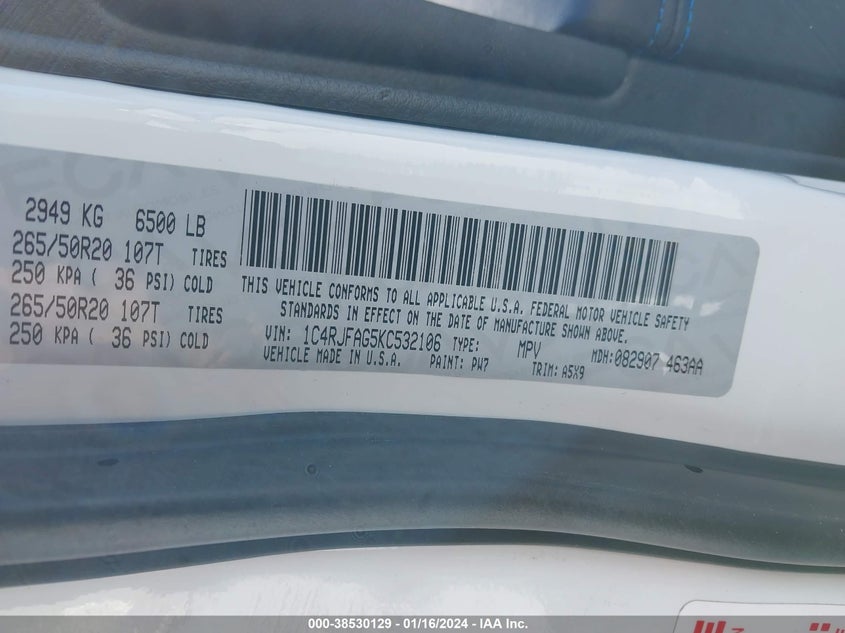 2949 KG 6500 LB
265/50R20 107T TIRES
250 KPA ( 36 PSI) COLD
265/50R20 107T TIRES
250 KPA ( 36 PSI) COLD
THIS VEHICLE CONFORMS TO ALL APPLICABLE U.S.A. FEDERAL MOTOR VEHICLE SAFETY
STANDARDS IN EFFECT ON THE DATE OF MANUFACTURE SHOWN ABOVE.
VIN: 1C4RJFAG5KC532106 TYPE: MPV MDH:082907 463AA
VEHICLE MADE IN U.S.A. PAINT: PW7 TRIM: A5X9
000-38530129 - 01/16/2024 - IAA Inc.